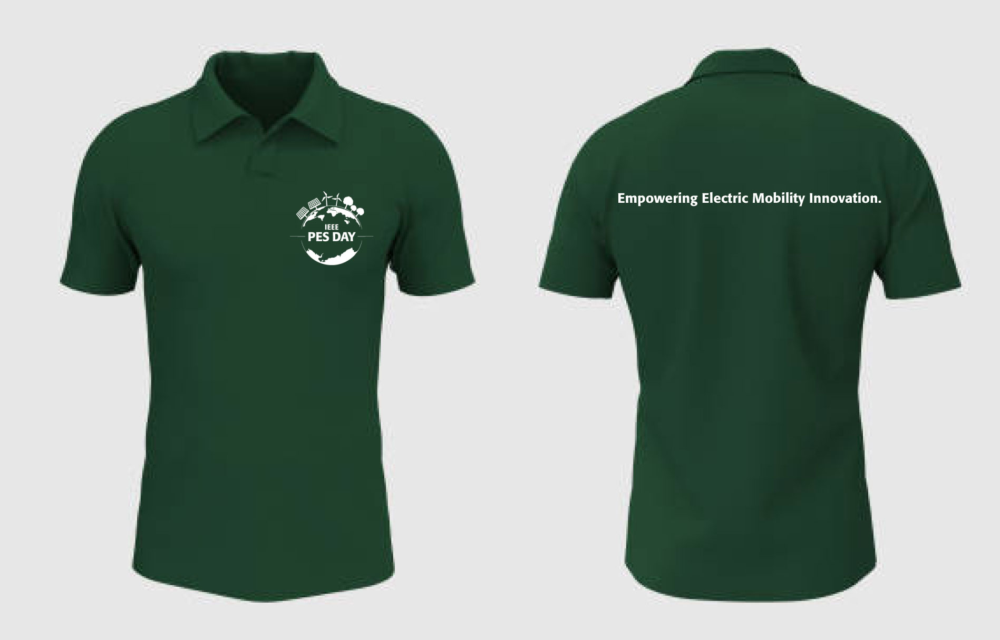 IEEE
PES DAY
Empowering Electric Mobility Innovation.